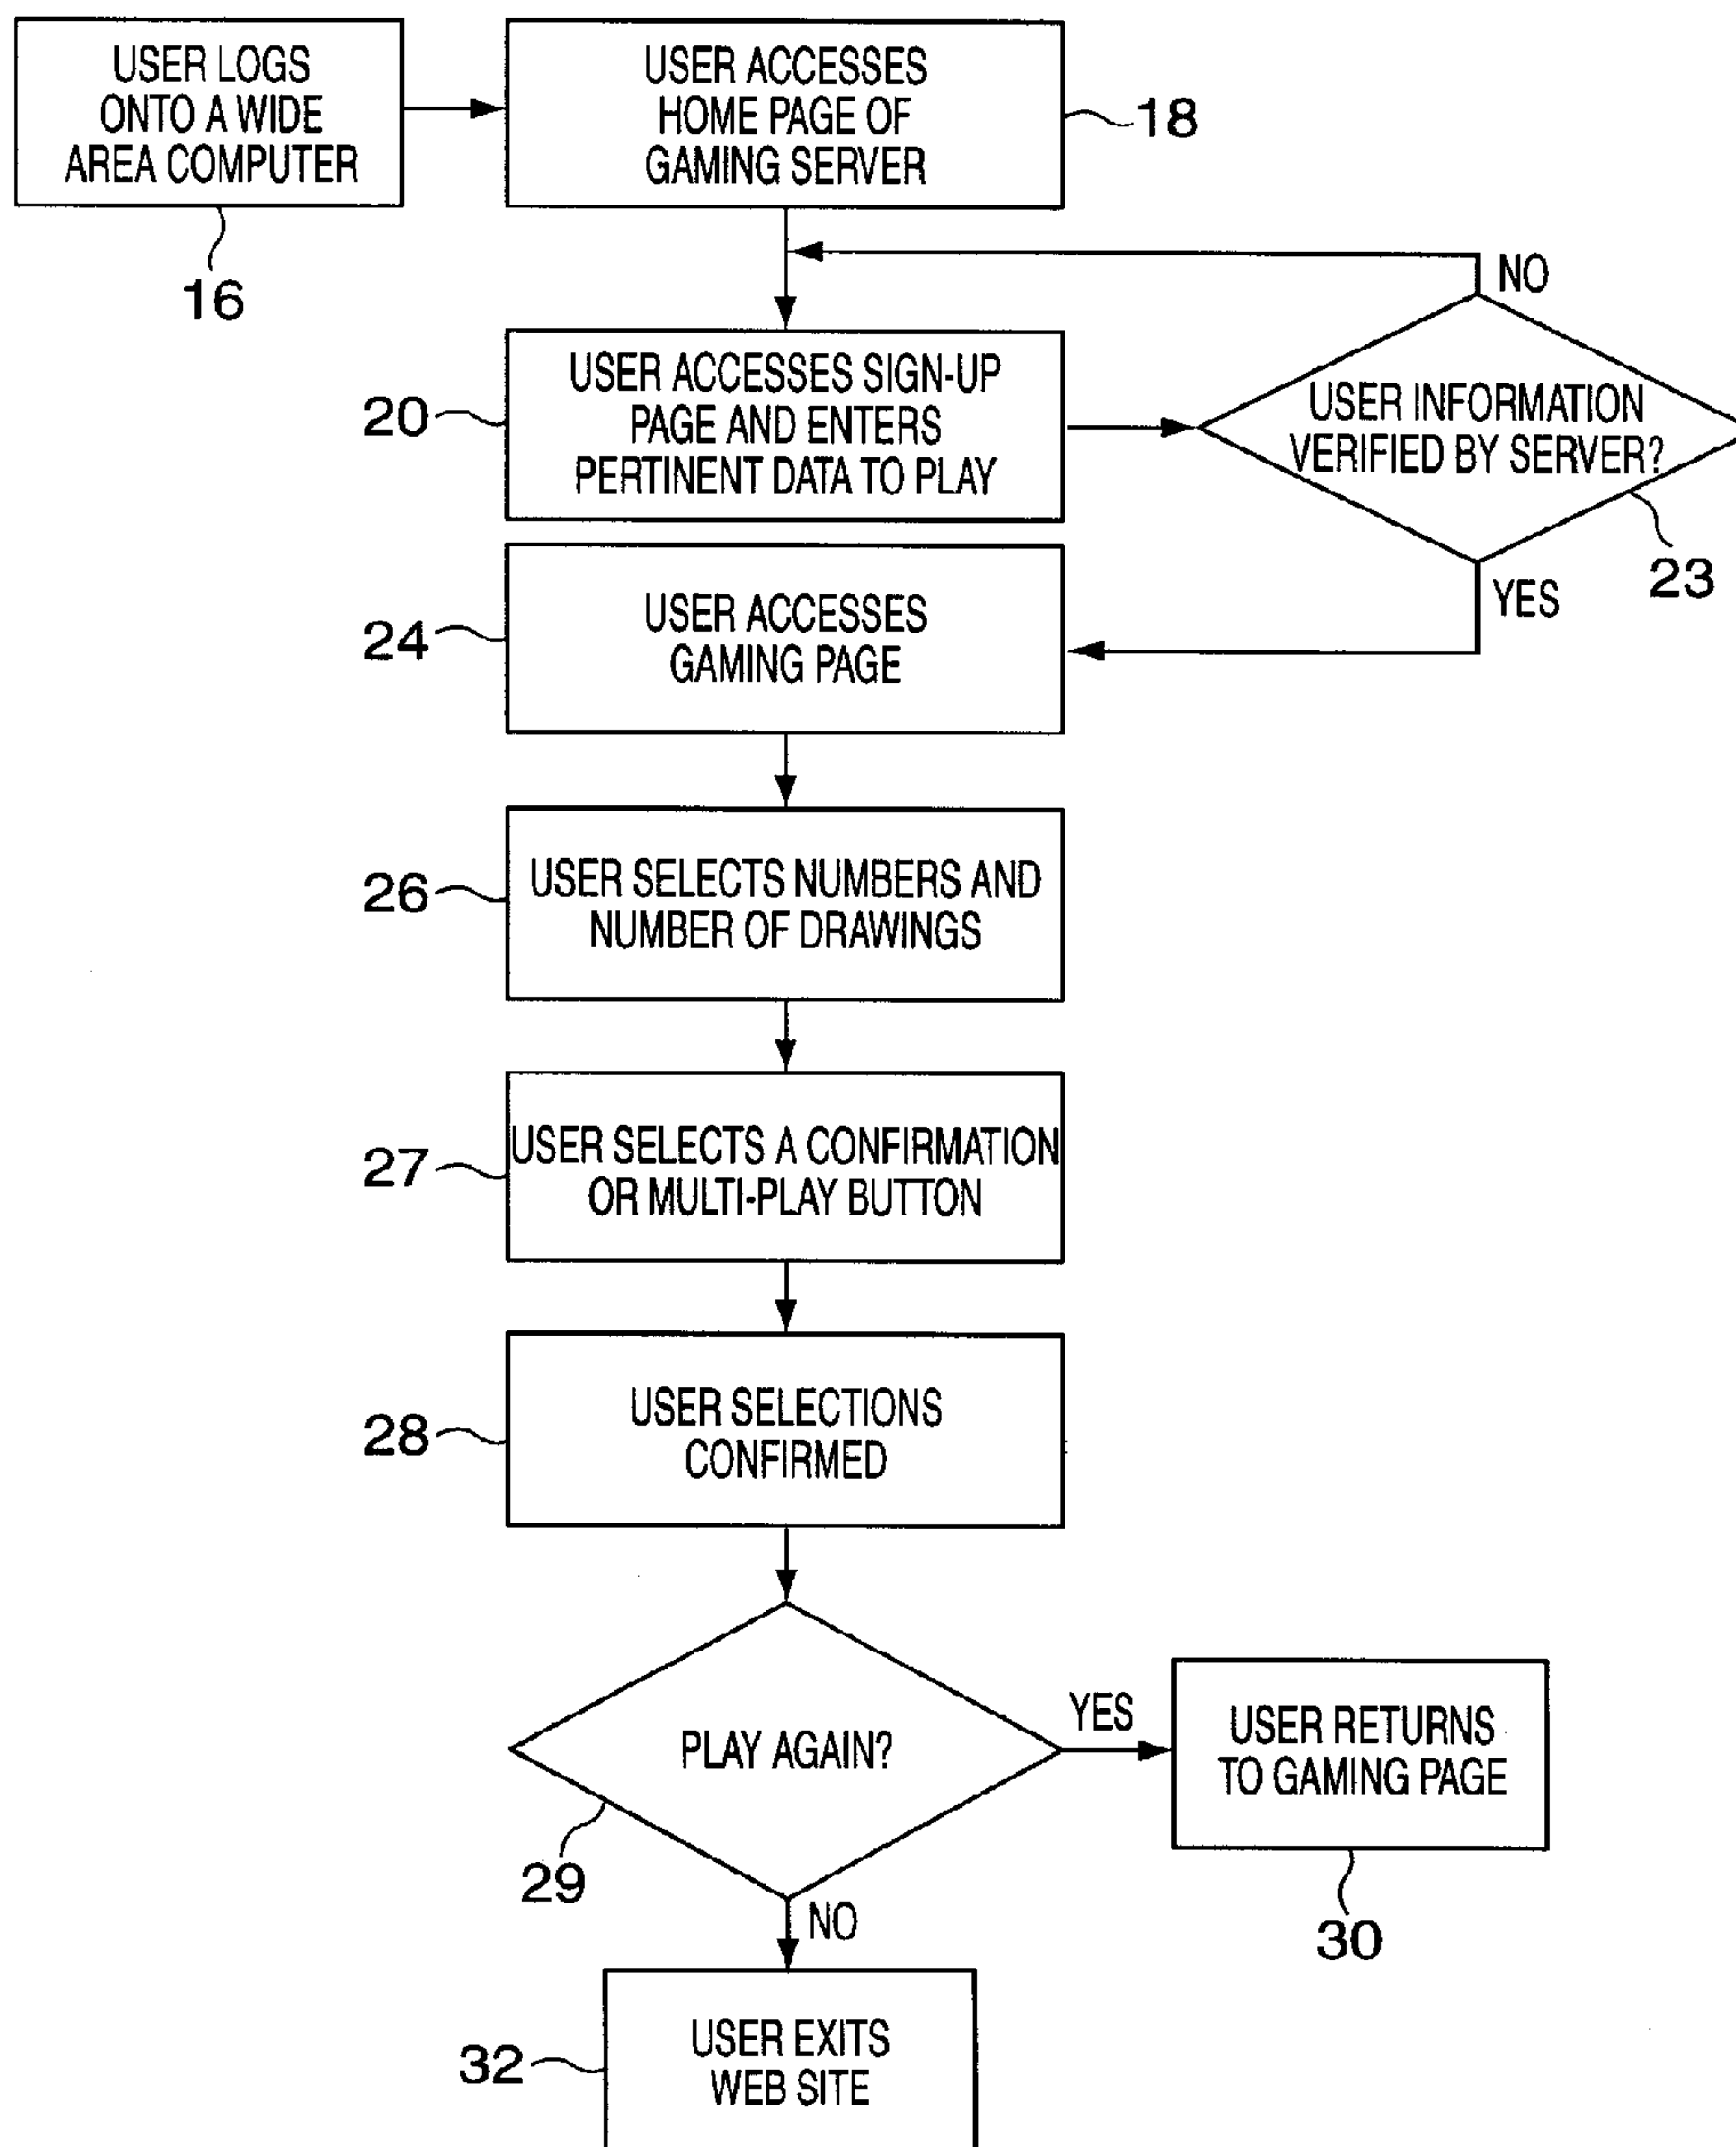 USER LOGS
ONTO A WIDE
AREA COMPUTER
16
USER ACCESSES
HOME PAGE OF
GAMING SERVER
18
NO
USER ACCESSES SIGN-UP
PAGE AND ENTERS
PERTINENT DATA TO PLAY
20
USER INFORMATION
VERIFIED BY SERVER?
23
YES
USER ACCESSES
GAMING PAGE
24
USER SELECTS NUMBERS AND
NUMBER OF DRAWINGS
26
USER SELECTS A CONFIRMATION
OR MULTI-PLAY BUTTON
27
USER SELECTIONS
CONFIRMED
28
PLAY AGAIN?
29
YES
USER RETURNS
TO GAMING PAGE
30
NO
USER EXITS
WEB SITE
32